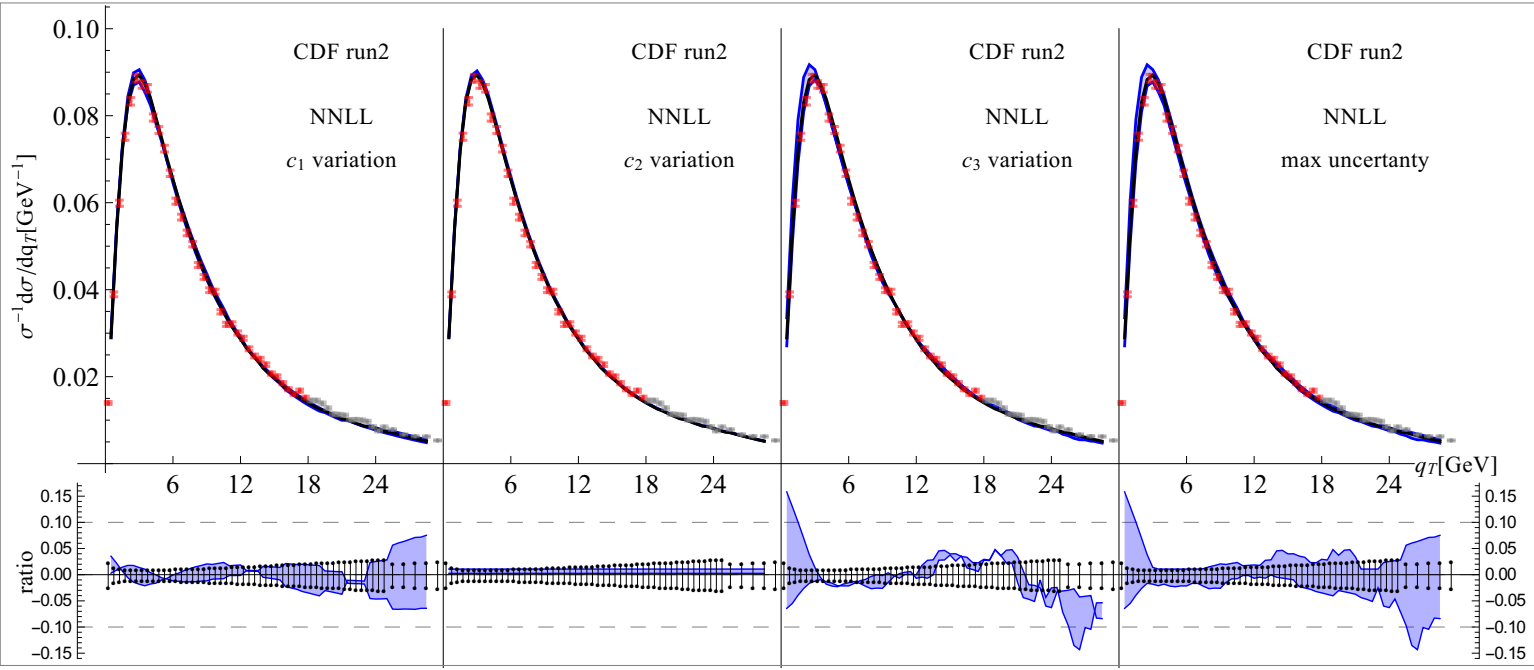 0.10
CDF run2 CDF run2 CDF run2 CDF run2
0.08
NNLL NNLL NNLL NNLL
c₁ variation c₂ variation c₃ variation max uncertanty
σ⁻¹dσ/dq_T[GeV⁻¹]
0.06
0.04
0.02
q_T[GeV]
6 12 18 24 6 12 18 24 6 12 18 24 6 12 18 24
0.15 0.15
0.10 0.10
0.05 0.05
ratio
0.00 0.00
−0.05 0.05
−0.10 0.10
−0.15 0.15